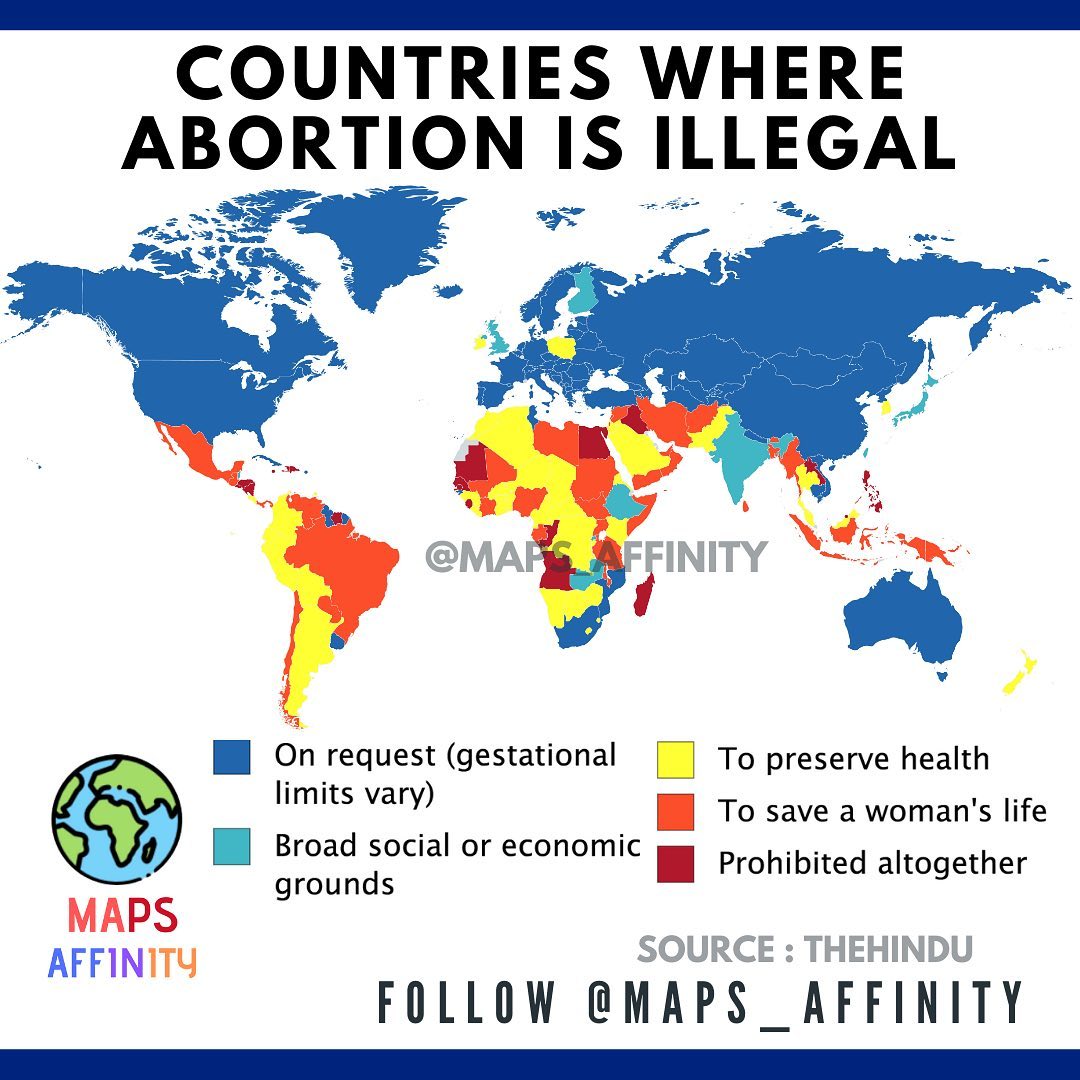 COUNTRIES WHERE
ABORTION IS ILLEGAL
@MAPS_AFFINITY
On request (gestational
limits vary)
Broad social or economic
grounds
To preserve health
To save a woman's life
Prohibited altogether
MAPS
AFFINITY
SOURCE : THEHINDU
FOLLOW @MAPS_AFFINITY